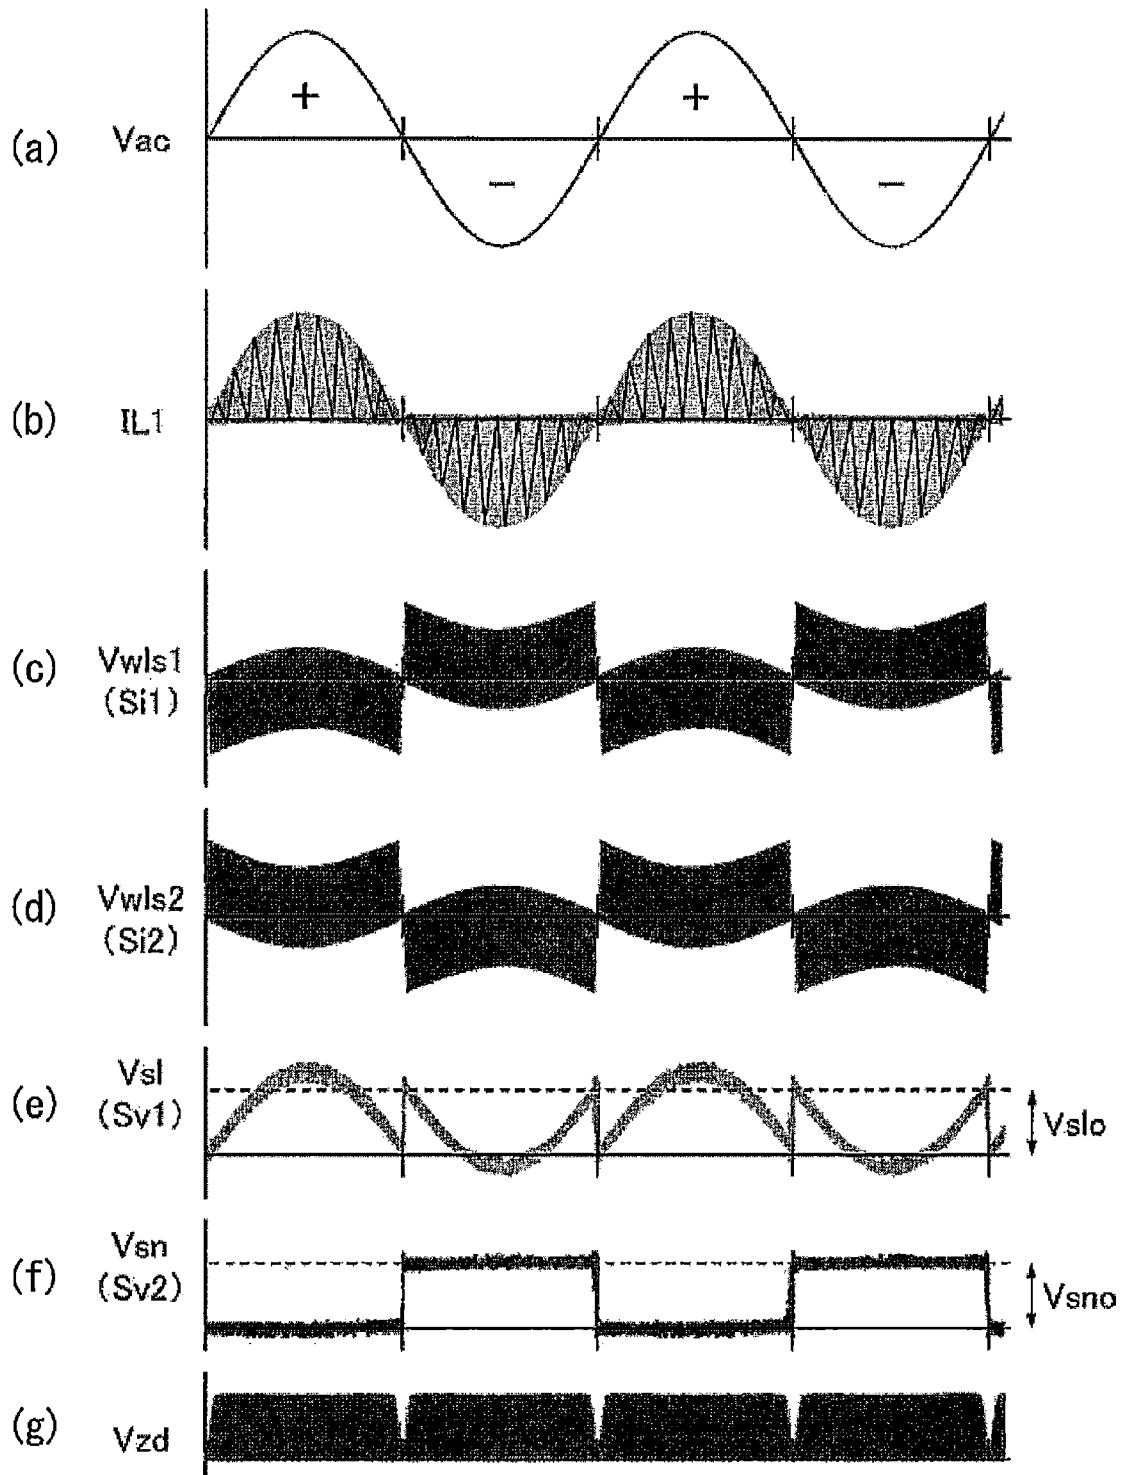 +
+
(a) Vac
−
−
(b) IL1
(c) Vwls1
(Si1)
(d) Vwls2
(Si2)
Vsl
(e) (Sv1)
Vslo
Vsn
(f) (Sv2)
Vsno
(g) Vzd